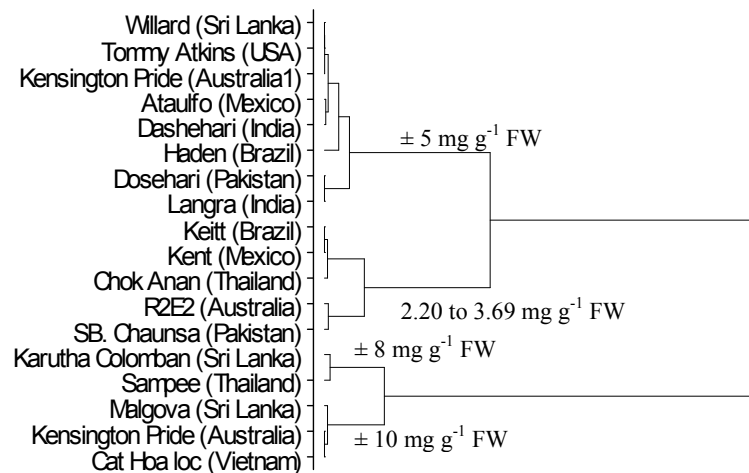 Willard (Sri Lanka)
Tommy Atkins (USA)
Kensington Pride (Australia1)
Ataulfo (Mexico)
Dashehari (India)
Haden (Brazil)
± 5 mg g⁻¹ FW
Dosehari (Pakistan)
Langra (India)
Keitt (Brazil)
Kent (Mexico)
Chok Anan (Thailand)
R2E2 (Australia)
2.20 to 3.69 mg g⁻¹ FW
SB. Chaunsa (Pakistan)
Karutha Colomban (Sri Lanka)
± 8 mg g⁻¹ FW
Sampee (Thailand)
Malgova (Sri Lanka)
Kensington Pride (Australia)
± 10 mg g⁻¹ FW
Cat Hoa loc (Vietnam)